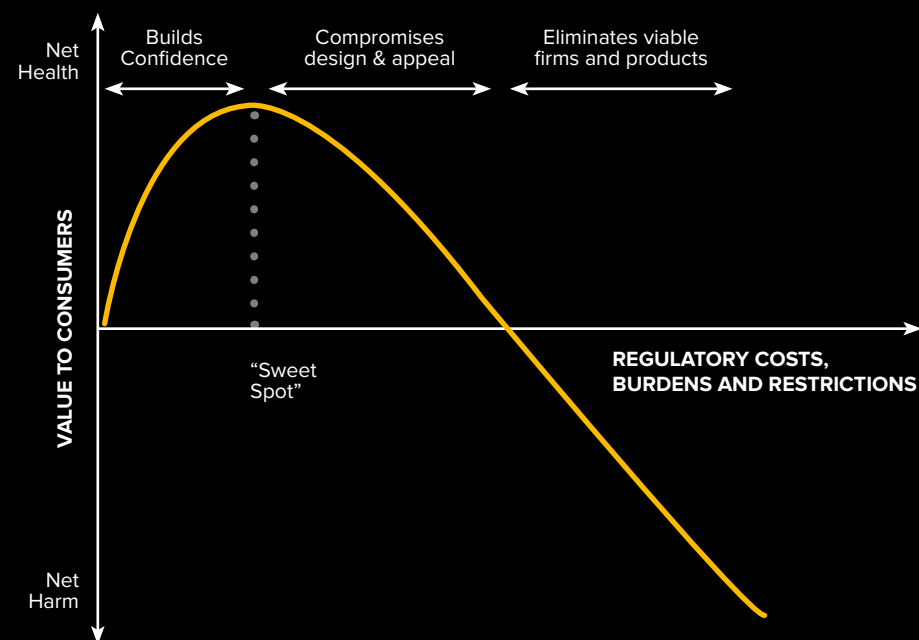 Net
Health
Builds
Confidence
Compromises
design & appeal
Eliminates viable
firms and products
VALUE TO CONSUMERS
“Sweet
Spot”
REGULATORY COSTS,
BURDENS AND RESTRICTIONS
Net
Harm